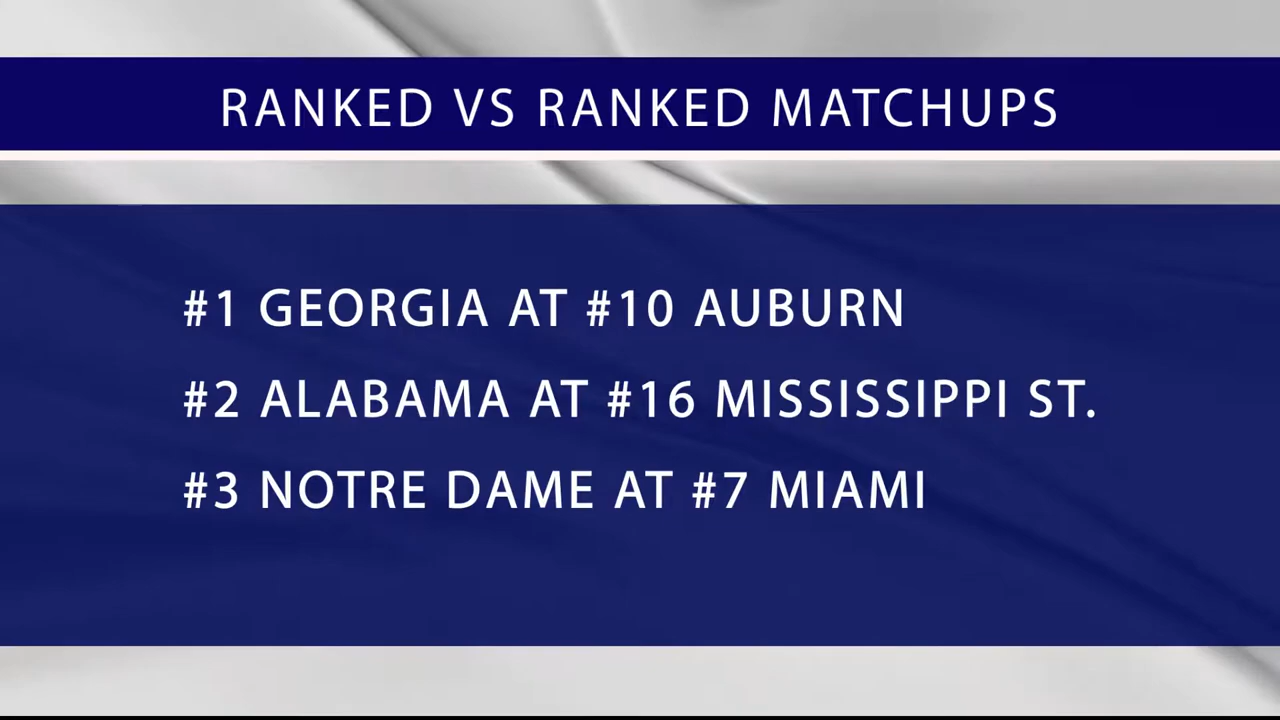 RANKED VS RANKED MATCHUPS
#1 GEORGIA AT #10 AUBURN
#2 ALABAMA AT #16 MISSISSIPPI ST.
#3 NOTRE DAME AT #7 MIAMI